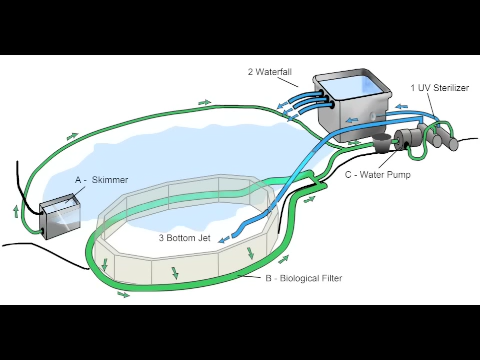 2 Waterfall
1 UV Sterilizer
A - Skimmer
C - Water Pump
3 Bottom Jet
B - Biological Filter